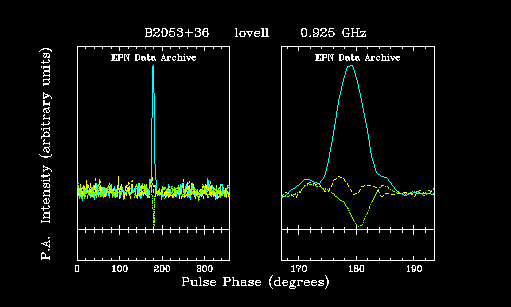 B2053+36 lovell 0.925 GHz
EPN Data Archive EPN Data Archive
P.A. Intensity (arbitrary units)
0 100 200 300 170 180 190
Pulse Phase (degrees)